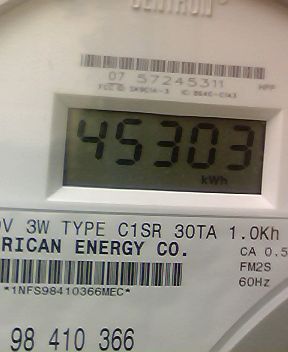 CENTRON®
07 57245311
45303
kWh
0V 3W TYPE C1SR 30TA 1.0Kh
RICAN ENERGY CO.
CA 0.5
FM2S
60Hz
*1NFS98410366MEC*
98 410 366